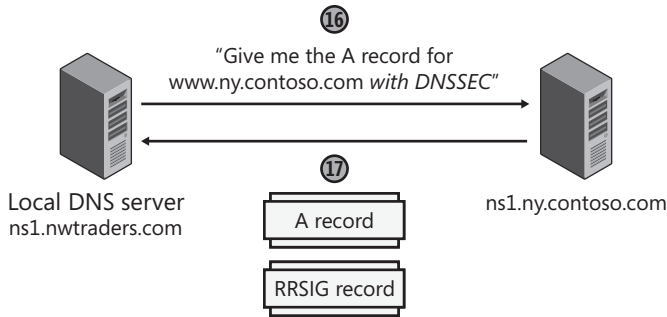 16
“Give me the A record for
www.ny.contoso.com with DNSSEC”
17
Local DNS server
ns1.nwtraders.com
ns1.ny.contoso.com
A record
RRSIG record